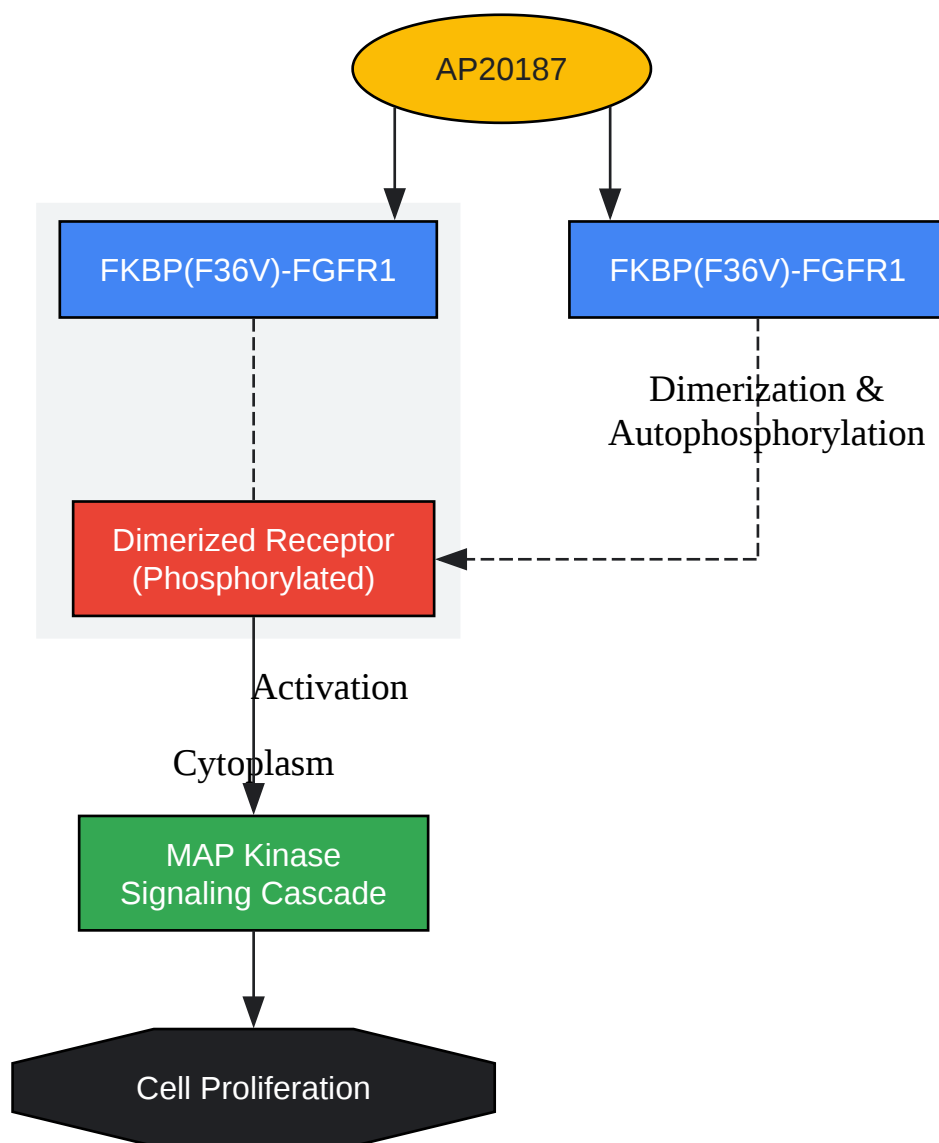 AP20187
FKBP(F36V)-FGFR1
FKBP(F36V)-FGFR1
Dimerization &
Autophosphorylation
Dimerized Receptor
(Phosphorylated)
Activation
Cytoplasm
MAP Kinase
Signaling Cascade
Cell Proliferation